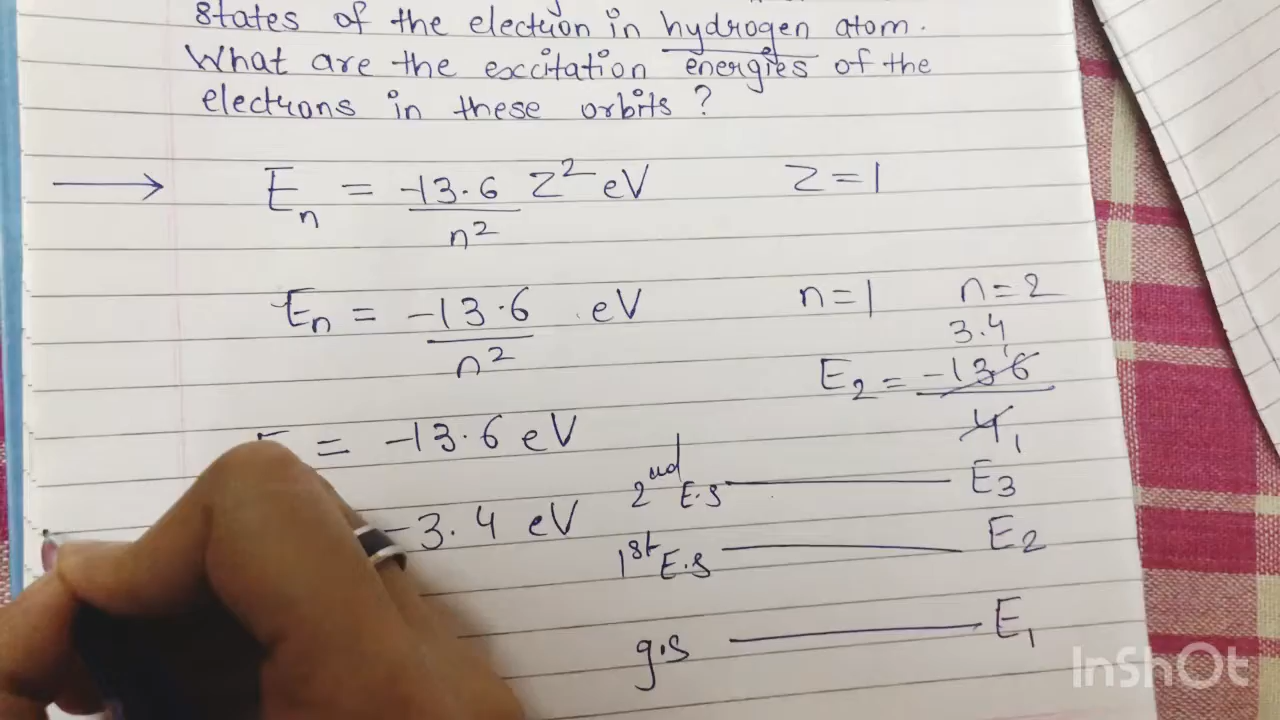 states of the electron in hydrogen atom.
What are the excitation energies of the
electrons in these orbits?
Eₙ = -13.6 Z² eV
n²
Z = 1
Eₙ = -13.6 eV
n²
n = 1 n = 2
3.4
E₂ = -13.6
4 1
= -13.6 eV
-3.4 eV
2nd E.S E3
1st E.S E2
g.s E₁
InShOt